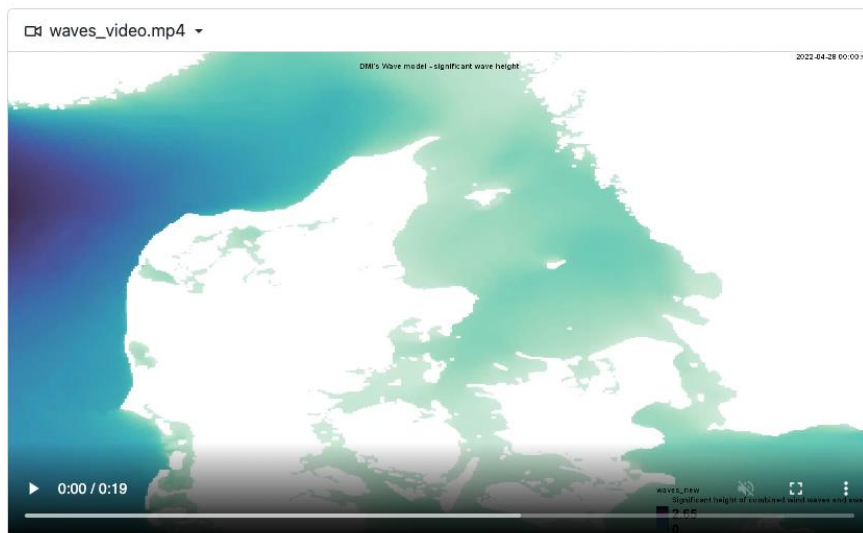 waves_video.mp4
DMI's Wave model - significant wave height
2022-04-28 00:00:
0:00 / 0:19
waves_new
Significant height of combined wind waves and swe
2.65
0